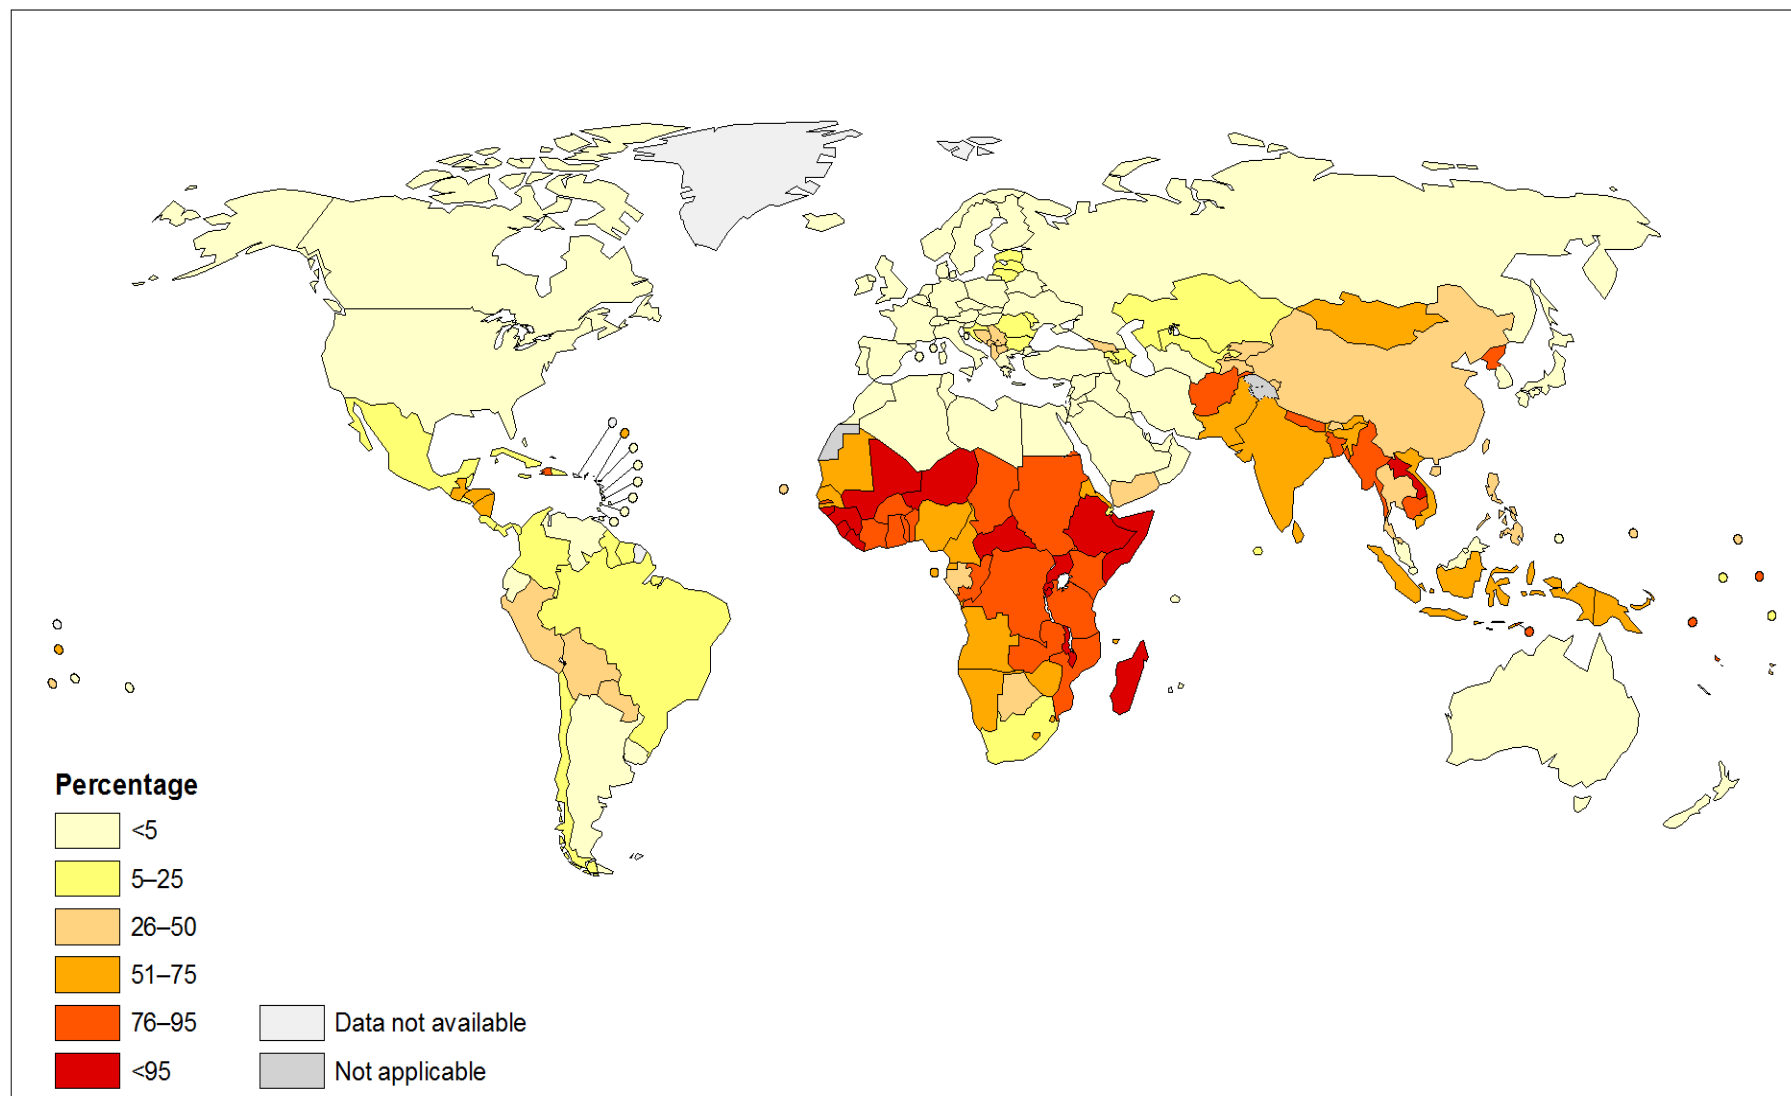 Percentage
<5
5–25
26–50
51–75
76–95
<95
Data not available
Not applicable